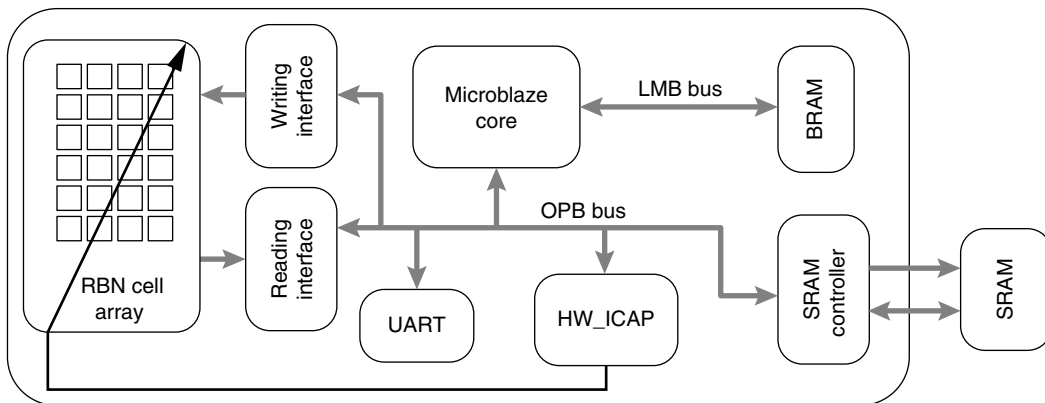 Writing
interface
Microblaze
core
LMB bus
BRAM
OPB bus
Reading
interface
RBN cell
array
UART
HW_ICAP
SRAM
controller
SRAM